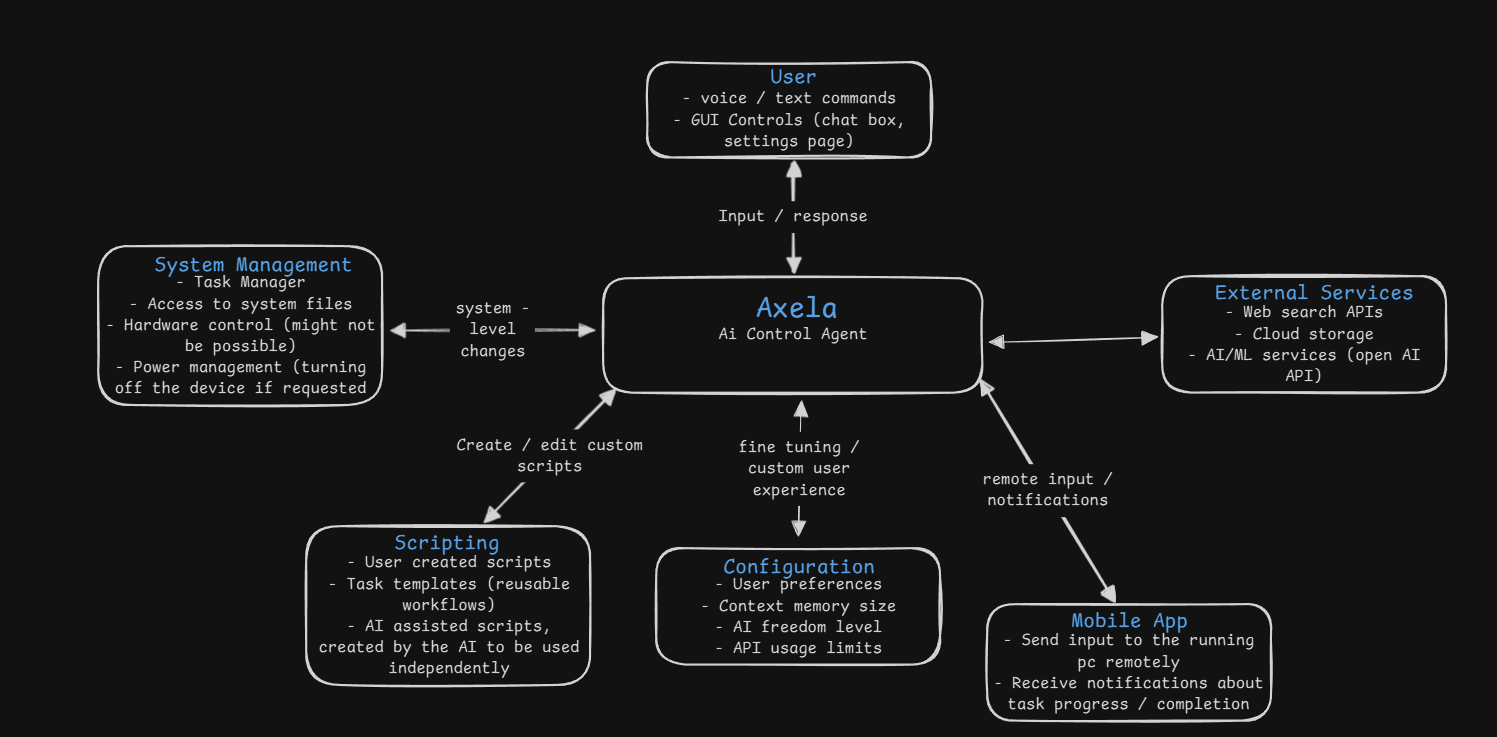 User
- voice / text commands
- GUI Controls (chat box,
settings page)
Input / response
System Management
- Task Manager
- Access to system files
- Hardware control (might not
be possible)
- Power management (turning
off the device if requested
system -
level
changes
Axela
Ai Control Agent
External Services
- Web search APIs
- Cloud storage
- AI/ML services (open AI
API)
Create / edit custom
scripts
fine tuning /
custom user
experience
remote input /
notifications
Scripting
- User created scripts
- Task templates (reusable
workflows)
- AI assisted scripts,
created by the AI to be used
independently
Configuration
- User preferences
- Context memory size
- AI freedom level
- API usage limits
Mobile App
- Send input to the running
pc remotely
- Receive notifications about
task progress / completion